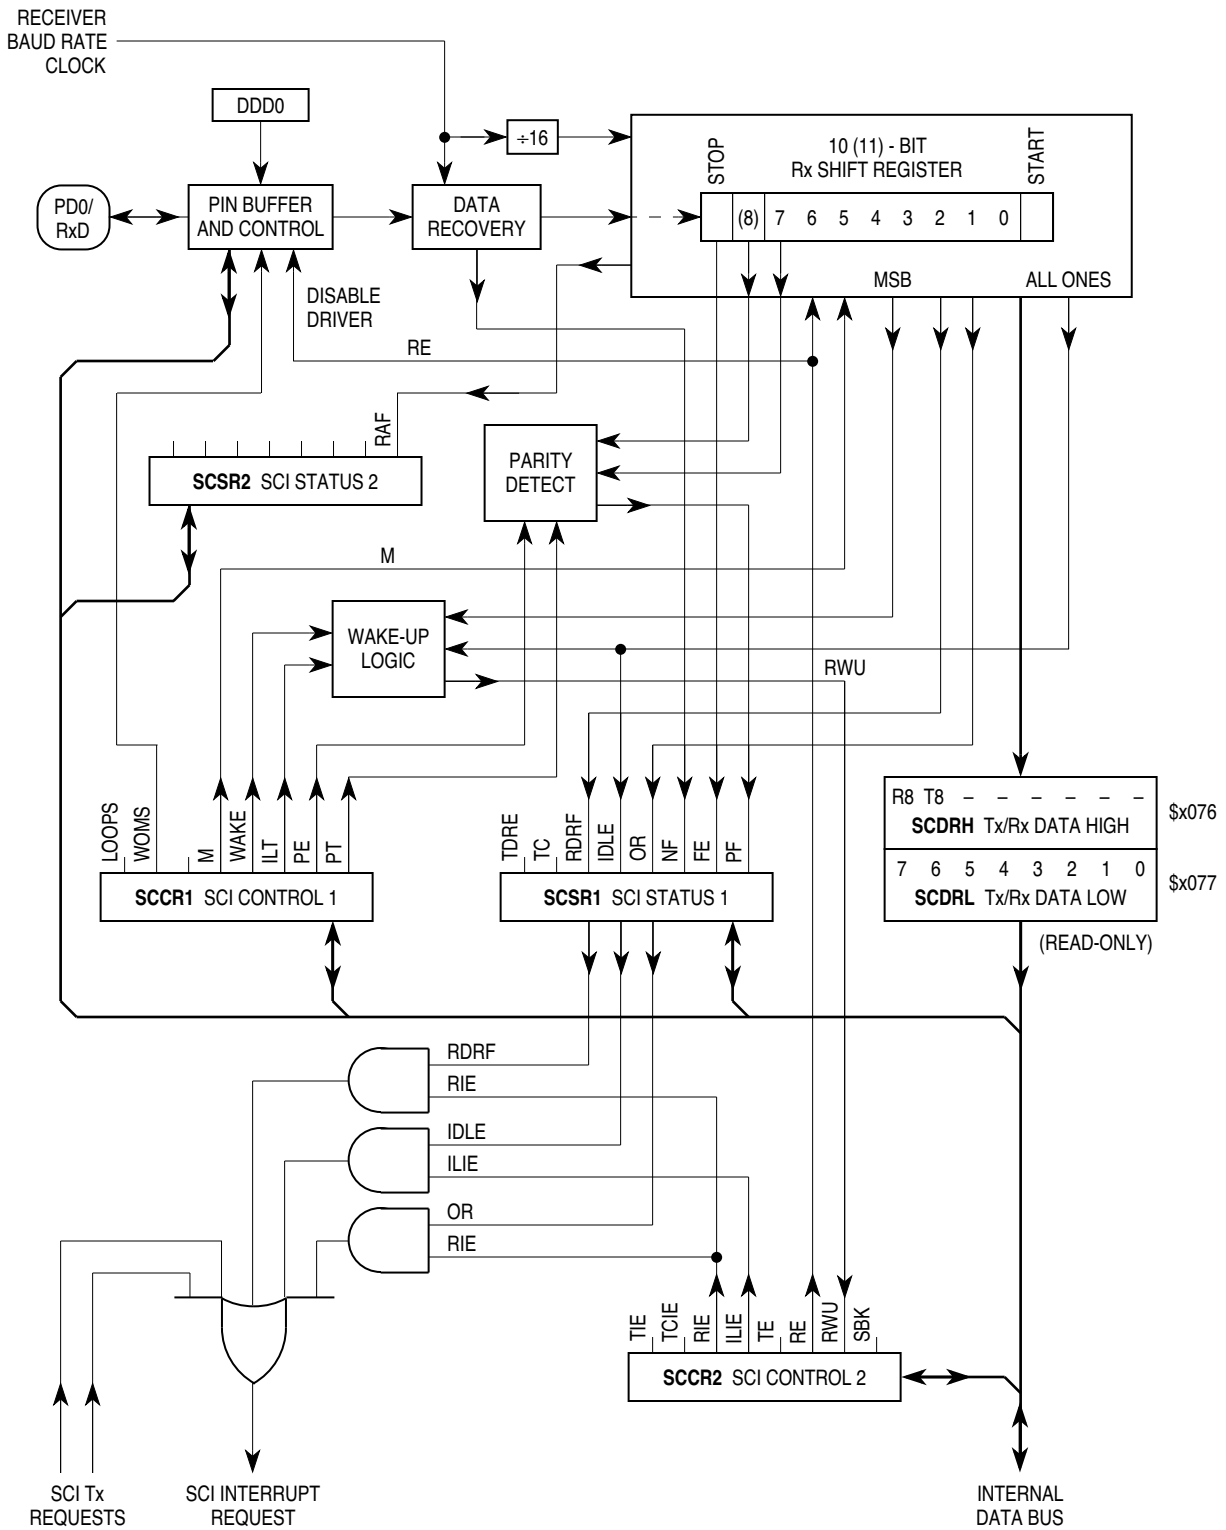 RECEIVER
BAUD RATE
CLOCK
DDD0
÷16
10 (11) - BIT
Rx SHIFT REGISTER
STOP
START
PD0/
RxD
PIN BUFFER
AND CONTROL
DATA
RECOVERY
(8) 7 6 5 4 3 2 1 0
MSB
ALL ONES
DISABLE
DRIVER
RE
RAF
SCSR2 SCI STATUS 2
PARITY
DETECT
M
WAKE-UP
LOGIC
RWU
LOOPS
WOMS
M
WAKE
ILT
PE
PT
SCCR1 SCI CONTROL 1
TDRE
TC
RDRF
IDLE
OR
NF
FE
PF
SCSR1 SCI STATUS 1
R8 T8 – – – – – –
SCDRH Tx/Rx DATA HIGH
$x076
7 6 5 4 3 2 1 0
SCDRL Tx/Rx DATA LOW
$x077
(READ-ONLY)
RDRF
RIE
IDLE
ILIE
OR
RIE
TIE
TCIE
RIE
ILIE
TE
RE
RWU
SBK
SCCR2 SCI CONTROL 2
SCI Tx
REQUESTS
SCI INTERRUPT
REQUEST
INTERNAL
DATA BUS